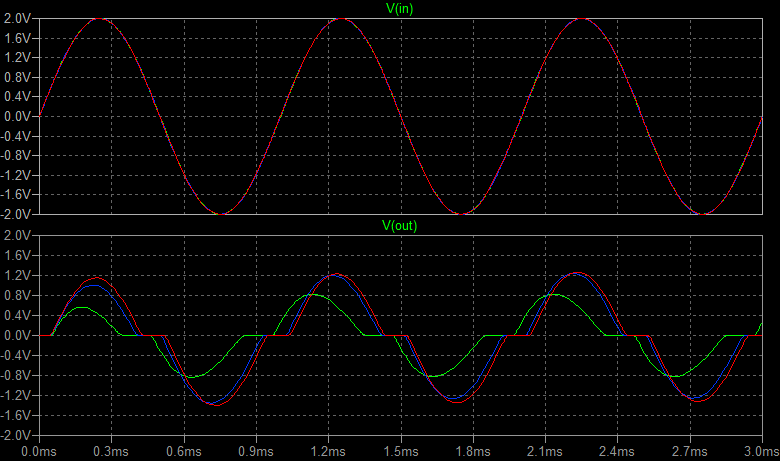 V(in)
2.0V
1.6V
1.2V
0.8V
0.4V
0.0V
-0.4V
-0.8V
-1.2V
-1.6V
-2.0V
V(out)
2.0V
1.6V
1.2V
0.8V
0.4V
0.0V
-0.4V
-0.8V
-1.2V
-1.6V
-2.0V
0.0ms 0.3ms 0.6ms 0.9ms 1.2ms 1.5ms 1.8ms 2.1ms 2.4ms 2.7ms 3.0ms